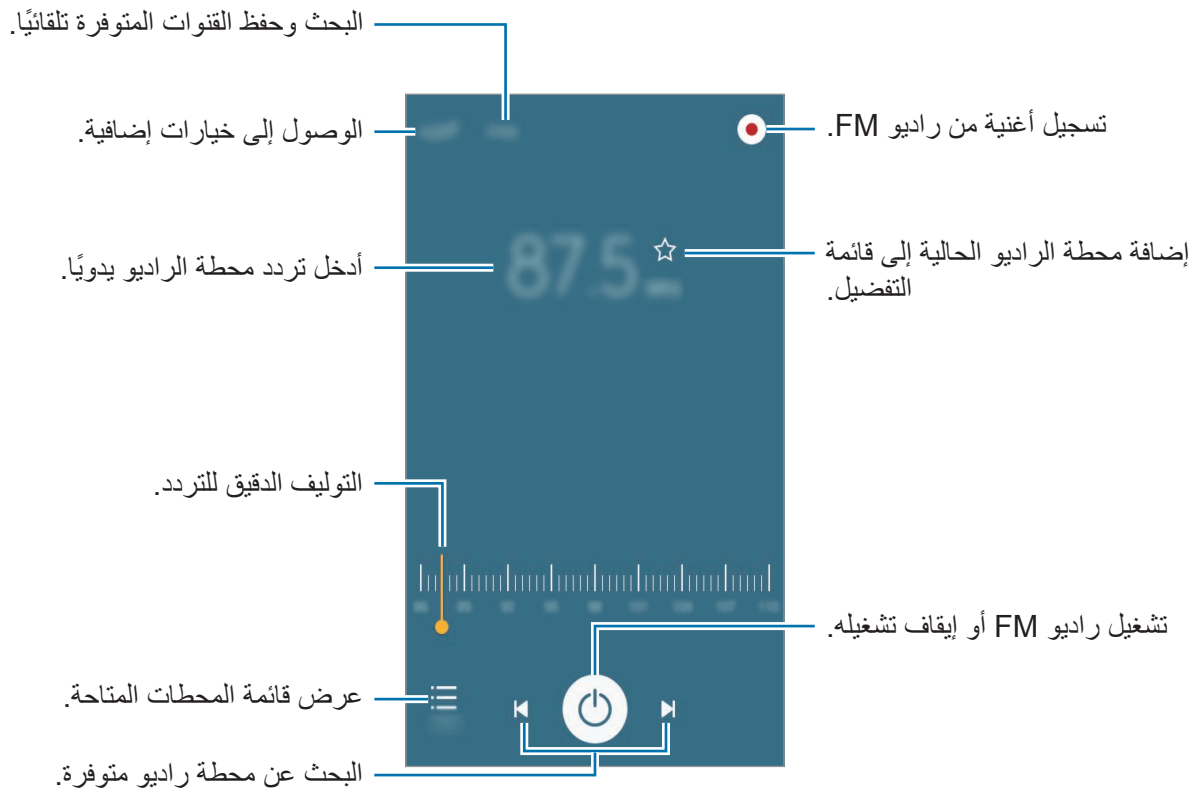 البحث وحفظ القنوات المتوفرة تلقائيًا.
تسجيل أغنية من راديو FM.
الوصول إلى خيارات إضافية.
إضافة محطة الراديو الحالية إلى قائمة
التفضيل.
87.5
أدخل تردد محطة الراديو يدويًا.
التوليف الدقيق للتردد.
تشغيل راديو FM أو إيقاف تشغيله.
عرض قائمة المحطات المتاحة.
البحث عن محطة راديو متوفرة.